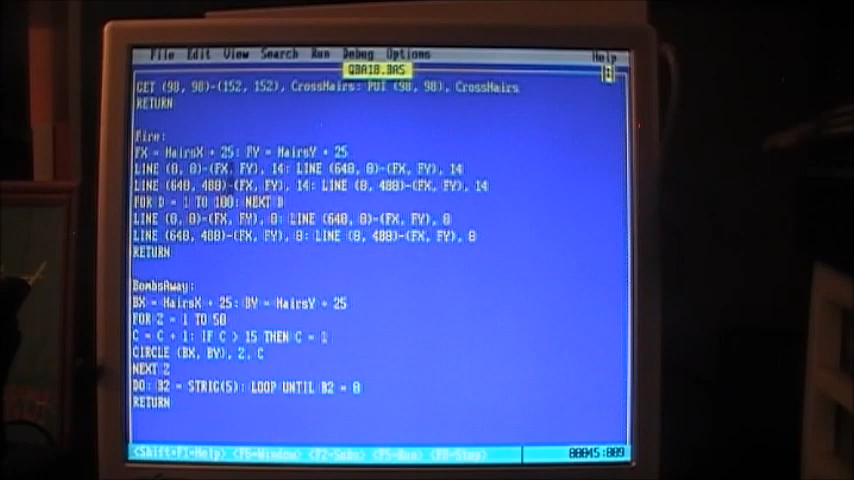 File Edit View Search Run Debug Options Help
QBA18.BAS
GET (98, 98)-(152, 152), CrossHairs: PUT (98, 98), CrossHairs
RETURN
Fire:
FX = HairsX + 25: FY = HairsY + 25
LINE (0, 0)-(FX, FY), 14: LINE (640, 0)-(FX, FY), 14
LINE (640, 480)-(FX, FY), 14: LINE (0, 480)-(FX, FY), 14
FOR D = 1 TO 100: NEXT D
LINE (0, 0)-(FX, FY), 0: LINE (640, 0)-(FX, FY), 0
LINE (640, 480)-(FX, FY), 0: LINE (0, 480)-(FX, FY), 0
RETURN
BombsAway:
BX = HairsX + 25: BY = HairsY + 25
FOR Z = 1 TO 50
C = C + 1: IF C > 15 THEN C = 1
CIRCLE (BX, BY), Z, C
NEXT Z
DO: B2 = STRIG(5): LOOP UNTIL B2 = 0
RETURN
<Shift+F1=Help> <F6=Window> <F2=Subs> <F5=Run> <F8=Step> 00045:009